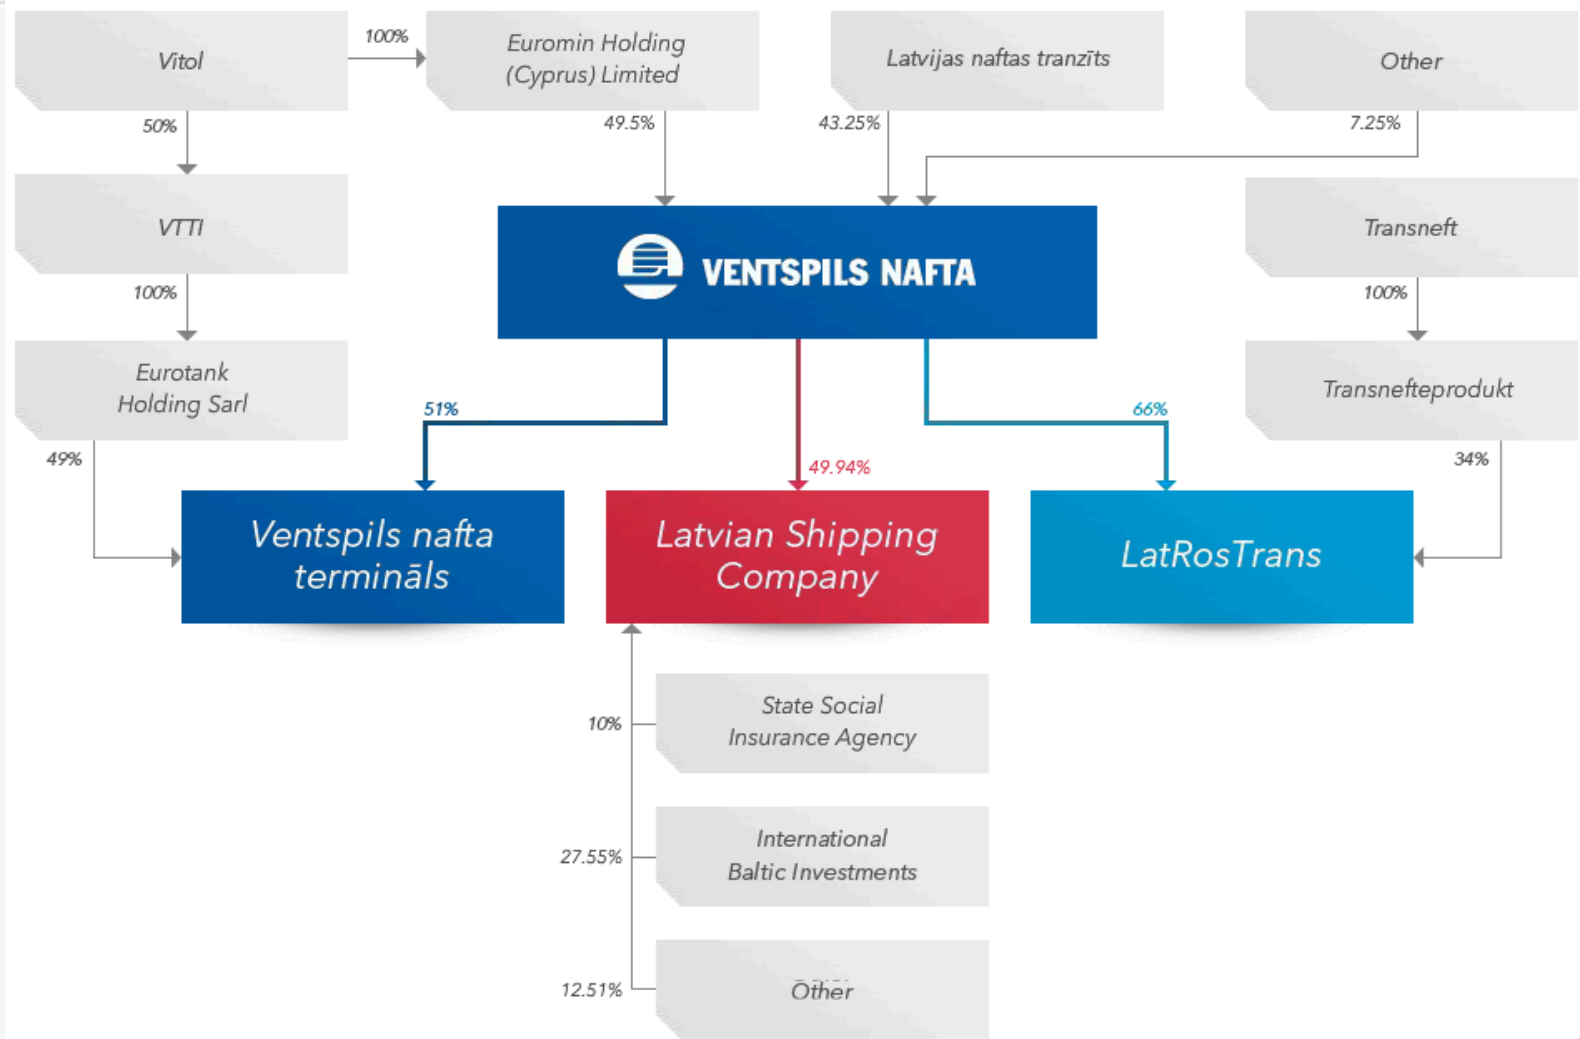 Vitol
100%
Euromin Holding
(Cyprus) Limited
Latvijas naftas tranzīts
Other
50%
49.5%
43.25%
7.25%
VTTI
VENTSPILS NAFTA
Transneft
100%
100%
Eurotank
Holding Sarl
Transnefteprodukt
51%
66%
49%
49.94%
34%
Ventspils nafta
termināls
Latvian Shipping
Company
LatRosTrans
10%
State Social
Insurance Agency
27.55%
International
Baltic Investments
12.51%
Other